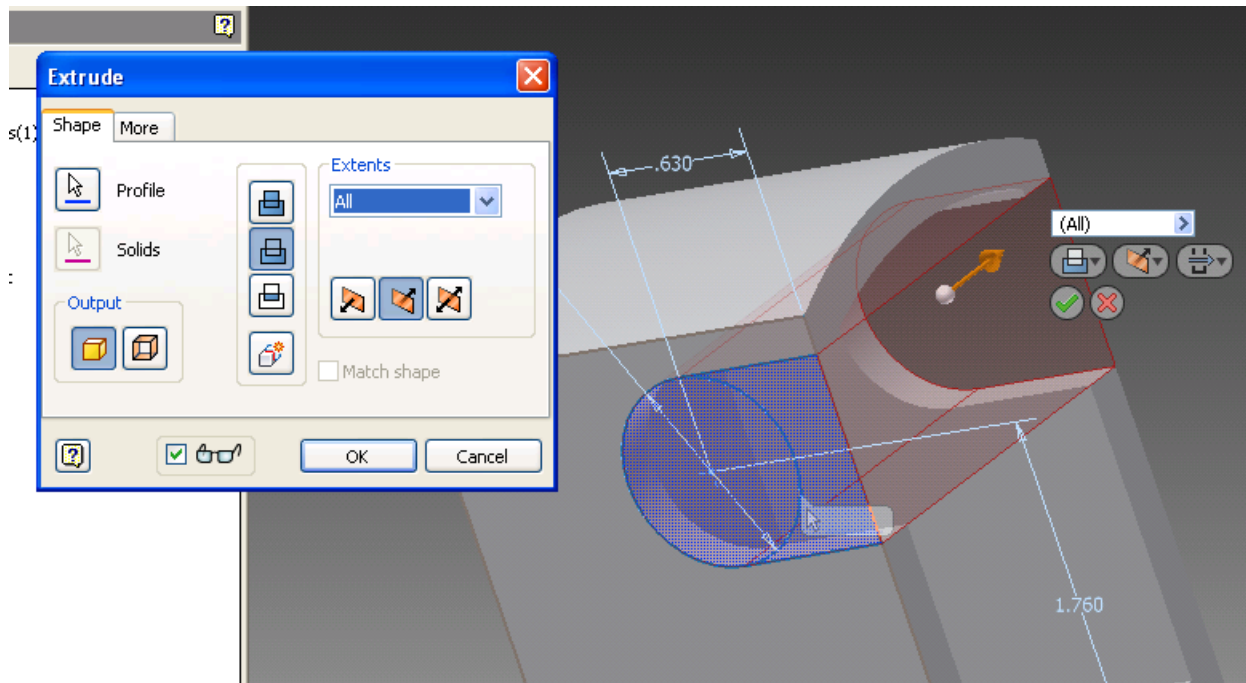 ?
Extrude
s(1)
Shape More
Profile
Solids
Output
Extents
All
Match shape
?
OK Cancel
.630
(All)
1.760